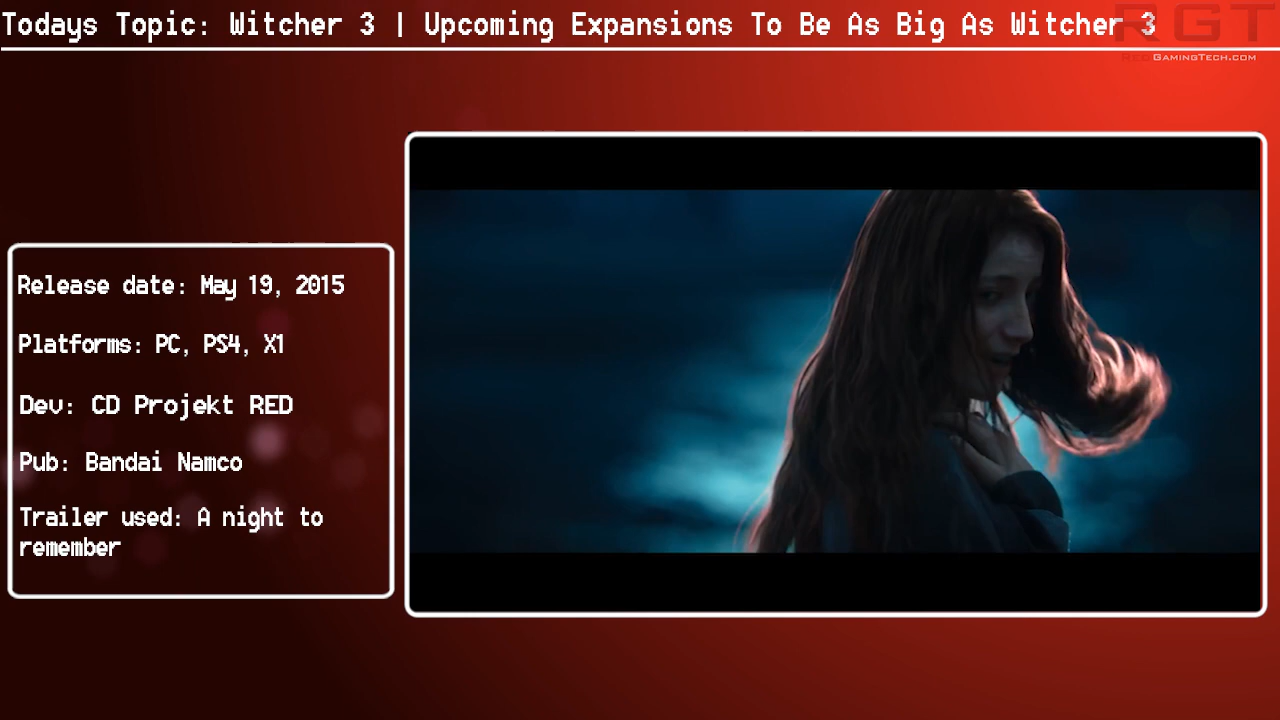 Todays Topic: Witcher 3 | Upcoming Expansions To Be As Big As Witcher 3
RGT
REDGAMINGTECH.COM
Release date: May 19, 2015
Platforms: PC, PS4, X1
Dev: CD Projekt RED
Pub: Bandai Namco
Trailer used: A night to
remember